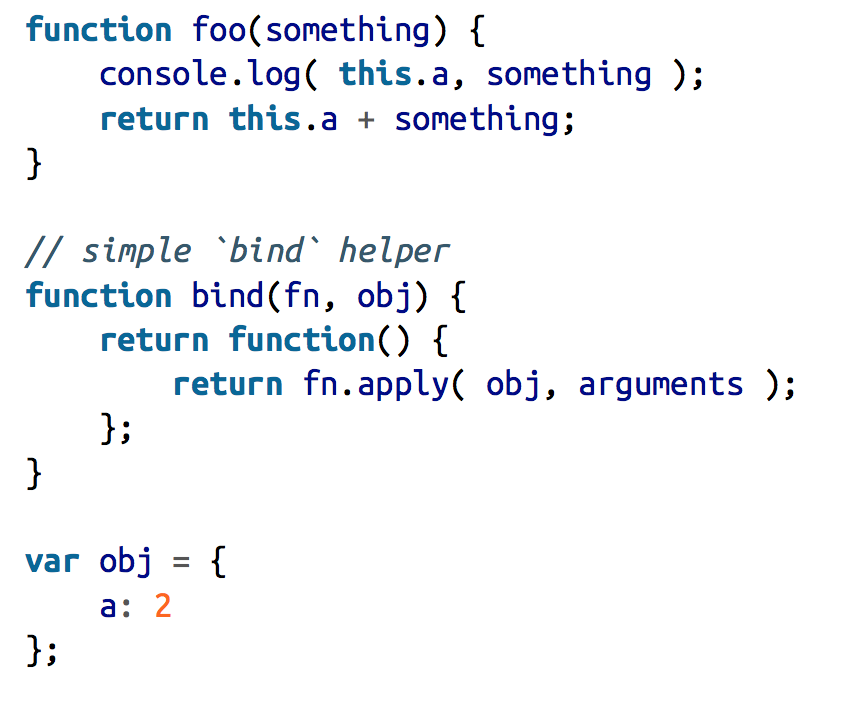 function foo(something) {
    console.log( this.a, something );
    return this.a + something;
}

// simple `bind` helper
function bind(fn, obj) {
    return function() {
        return fn.apply( obj, arguments );
    };
}

var obj = {
    a: 2
};